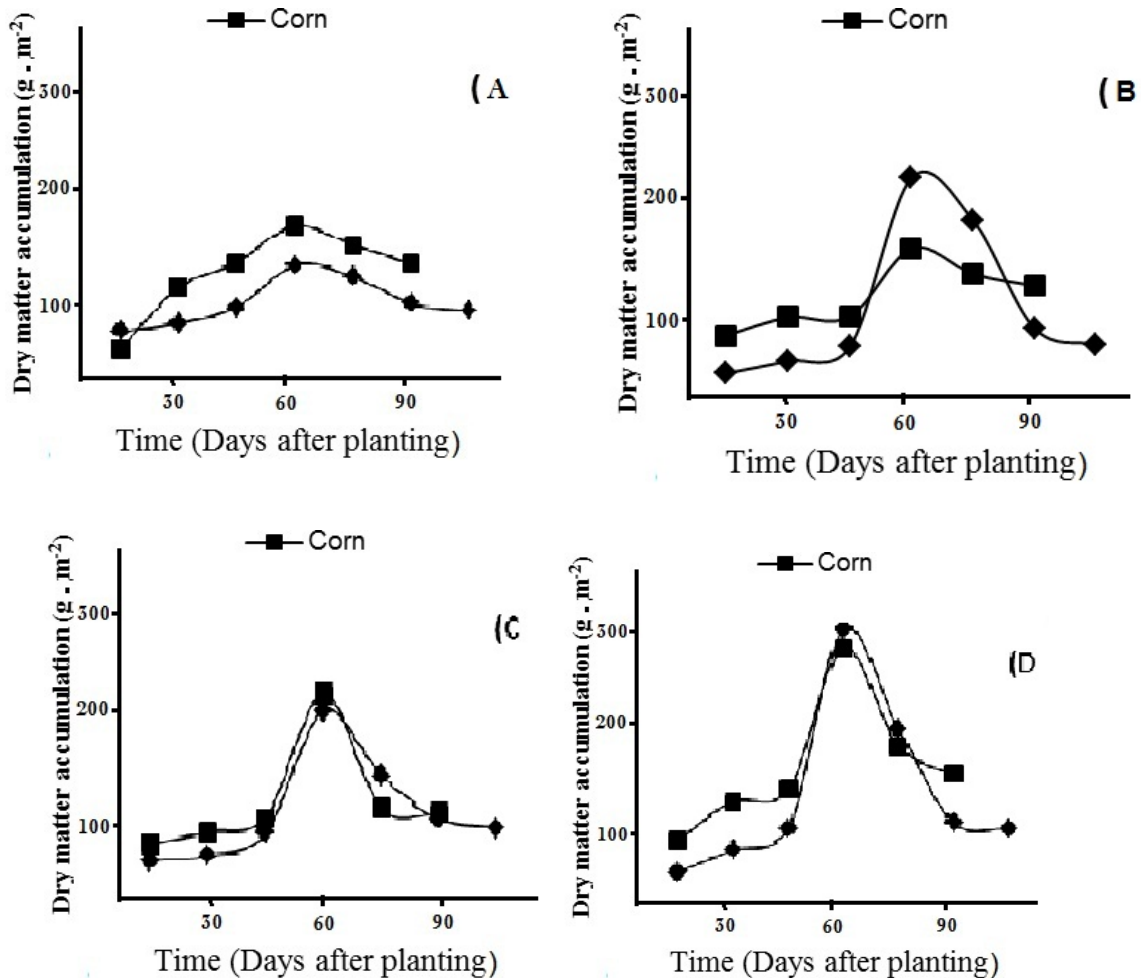 Corn
(A
Dry matter accumulation (g . m-2)
300
200
100
30 60 90
Time (Days after planting)
Corn
(B
Dry matter accumulation (g . m-2)
300
200
100
30 60 90
Time (Days after planting)
Corn
(C
Dry matter accumulation (g . m-2)
300
200
100
30 60 90
Time (Days after planting)
Corn
(D
Dry matter accumulation (g . m-2)
300
200
100
30 60 90
Time (Days after planting)